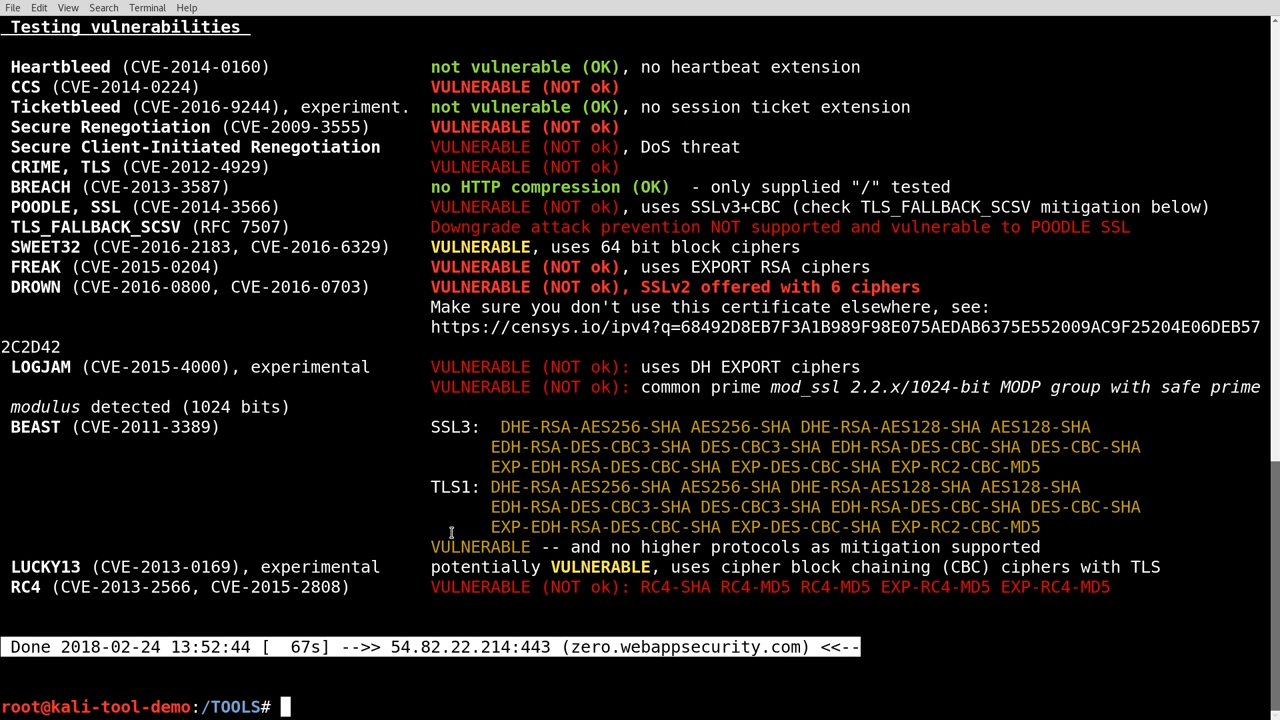 File Edit View Search Terminal Help
Testing vulnerabilities
Heartbleed (CVE-2014-0160) not vulnerable (OK), no heartbeat extension
CCS (CVE-2014-0224) VULNERABLE (NOT ok)
Ticketbleed (CVE-2016-9244), experiment. not vulnerable (OK), no session ticket extension
Secure Renegotiation (CVE-2009-3555) VULNERABLE (NOT ok)
Secure Client-Initiated Renegotiation VULNERABLE (NOT ok), DoS threat
CRIME, TLS (CVE-2012-4929) VULNERABLE (NOT ok)
BREACH (CVE-2013-3587) no HTTP compression (OK) - only supplied "/" tested
POODLE, SSL (CVE-2014-3566) VULNERABLE (NOT ok), uses SSLv3+CBC (check TLS_FALLBACK_SCSV mitigation below)
TLS_FALLBACK_SCSV (RFC 7507) Downgrade attack prevention NOT supported and vulnerable to POODLE SSL
SWEET32 (CVE-2016-2183, CVE-2016-6329) VULNERABLE, uses 64 bit block ciphers
FREAK (CVE-2015-0204) VULNERABLE (NOT ok), uses EXPORT RSA ciphers
DROWN (CVE-2016-0800, CVE-2016-0703) VULNERABLE (NOT ok), SSLv2 offered with 6 ciphers
Make sure you don't use this certificate elsewhere, see:
https://censys.io/ipv4?q=68492D8EB7F3A1B989F98E075AEDAB6375E552009AC9F25204E06DEB57
2C2D42
LOGJAM (CVE-2015-4000), experimental VULNERABLE (NOT ok): uses DH EXPORT ciphers
VULNERABLE (NOT ok): common prime mod_ssl 2.2.x/1024-bit MODP group with safe prime
modulus detected (1024 bits)
BEAST (CVE-2011-3389) SSL3: DHE-RSA-AES256-SHA AES256-SHA DHE-RSA-AES128-SHA AES128-SHA
EDH-RSA-DES-CBC3-SHA DES-CBC3-SHA EDH-RSA-DES-CBC-SHA DES-CBC-SHA
EXP-EDH-RSA-DES-CBC-SHA EXP-DES-CBC-SHA EXP-RC2-CBC-MD5
TLS1: DHE-RSA-AES256-SHA AES256-SHA DHE-RSA-AES128-SHA AES128-SHA
EDH-RSA-DES-CBC3-SHA DES-CBC3-SHA EDH-RSA-DES-CBC-SHA DES-CBC-SHA
EXP-EDH-RSA-DES-CBC-SHA EXP-DES-CBC-SHA EXP-RC2-CBC-MD5
VULNERABLE -- and no higher protocols as mitigation supported
LUCKY13 (CVE-2013-0169), experimental potentially VULNERABLE, uses cipher block chaining (CBC) ciphers with TLS
RC4 (CVE-2013-2566, CVE-2015-2808) VULNERABLE (NOT ok): RC4-SHA RC4-MD5 RC4-MD5 EXP-RC4-MD5 EXP-RC4-MD5
Done 2018-02-24 13:52:44 [ 67s] -->> 54.82.22.214:443 (zero.webappsecurity.com) <<--
root@kali-tool-demo:/TOOLS#